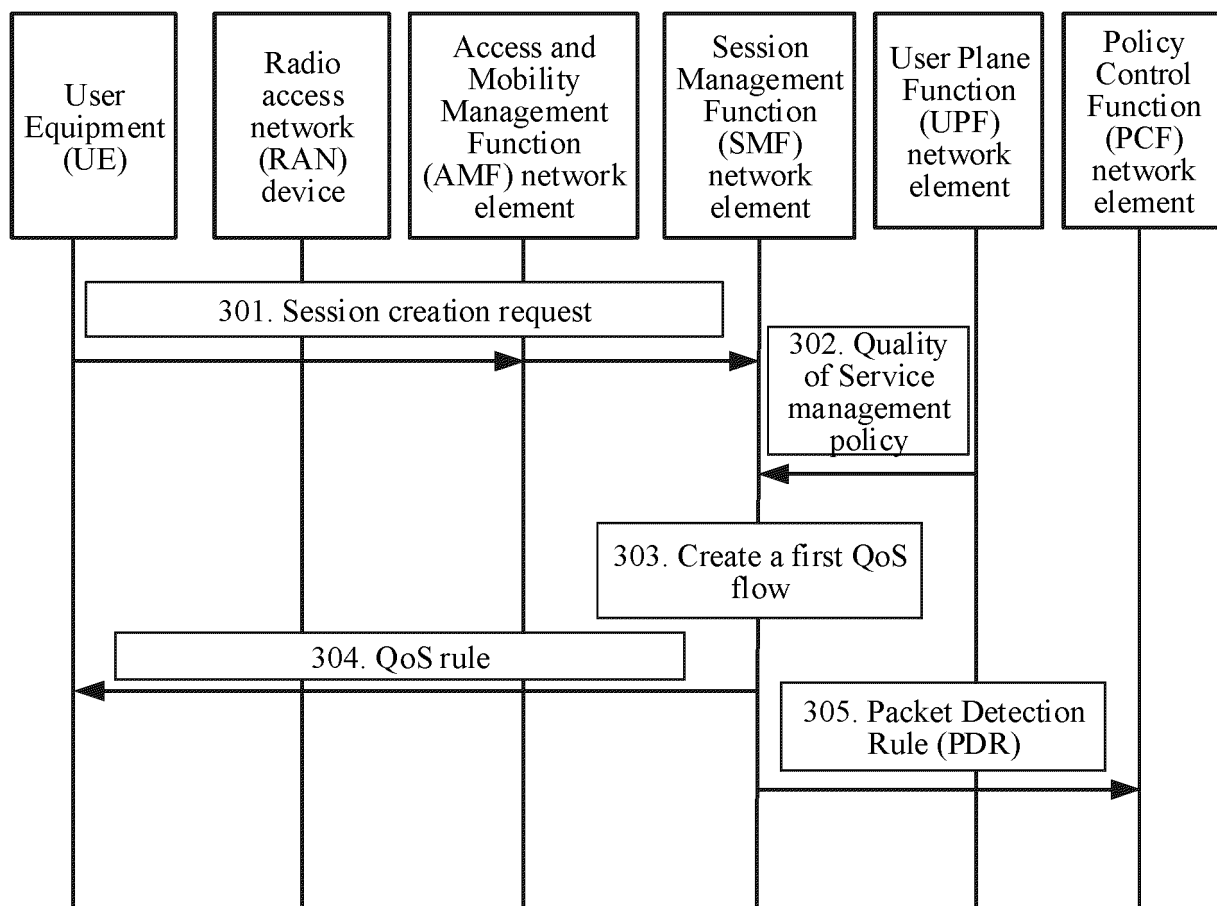 User
Equipment
(UE)
Radio
access
network
(RAN)
device
Access and
Mobility
Management
Function
(AMF) network
element
Session
Management
Function
(SMF)
network
element
User Plane
Function
(UPF)
network
element
Policy
Control
Function
(PCF)
network
element
301. Session creation request
302. Quality
of Service
management
policy
303. Create a first QoS
flow
304. QoS rule
305. Packet Detection
Rule (PDR)